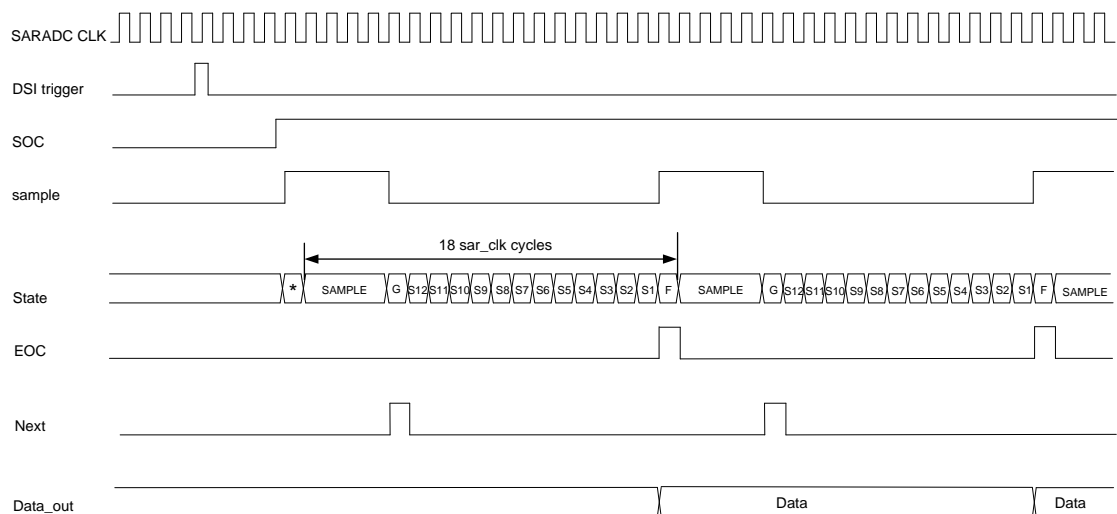 SARADC CLK
DSI trigger
SOC
sample
18 sar_clk cycles
State * SAMPLE G S12 S11 S10 S9 S8 S7 S6 S5 S4 S3 S2 S1 F SAMPLE G S12 S11 S10 S9 S8 S7 S6 S5 S4 S3 S2 S1 F SAMPLE
EOC
Next
Data_out Data Data